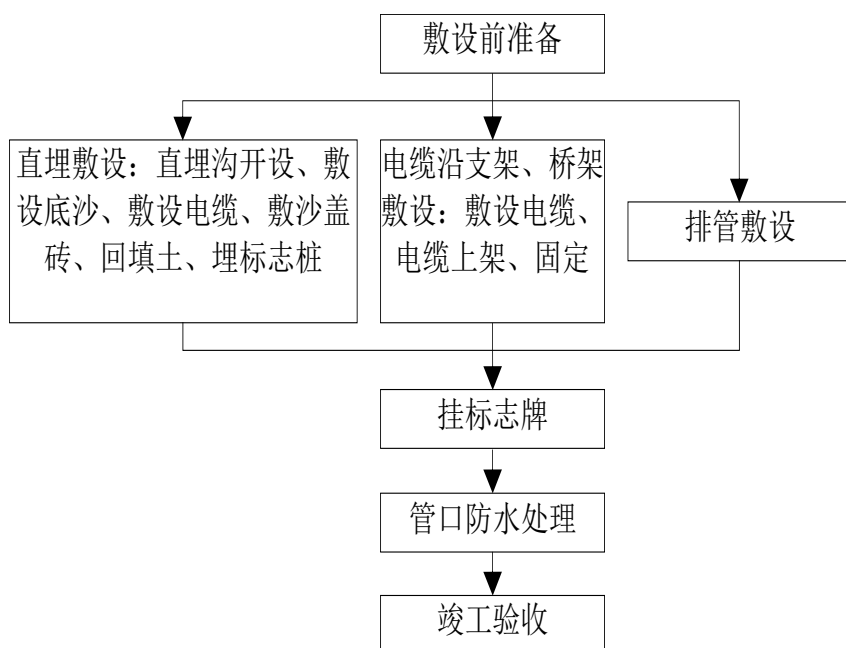 敷设前准备
直埋敷设：直埋沟开设、敷
设底沙、敷设电缆、敷沙盖
砖、回填土、埋标志桩
电缆沿支架、桥架
敷设：敷设电缆、
电缆上架、固定
排管敷设
挂标志牌
管口防水处理
竣工验收